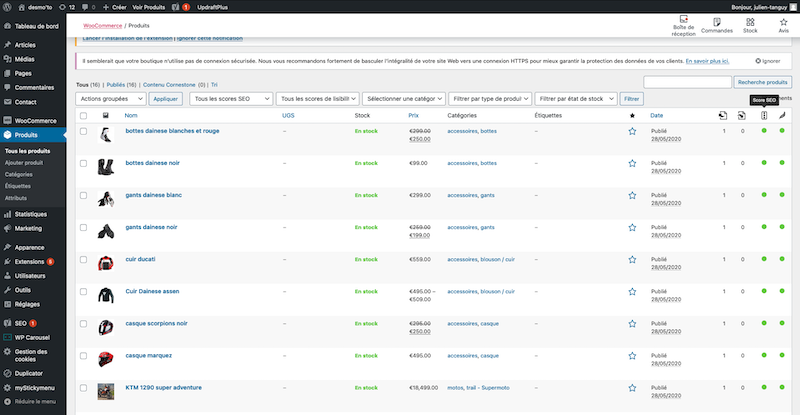 desmo'to 12 0 + Créer Voir Produits 1 UpdraftPlus Bonjour, julien-tanguy
Tableau de bord
Articles
Médias
Pages
Commentaires
Contact
WooCommerce
Produits
Tous les produits
Ajouter produit
Catégories
Étiquettes
Attributs
Statistiques
Marketing
Apparence
Extensions 5
Utilisateurs
Outils
Réglages
SEO 1
WP Carousel
Gestion des cookies
Duplicator
myStickymenu
Réduire le menu
WooCommerce / Produits
Boîte de réception
Commandes
Stock
Avis
Lancer l'installation de l'extension | Ignorer cette notification
Il semblerait que votre boutique n'utilise pas de connexion sécurisée. Nous vous recommandons fortement de basculer l'intégralité de votre site Web vers une connexion HTTPS pour mieux garantir la protection des données de vos clients. En savoir plus ici. Ignorer
Tous (16) | Publiés (16) | Contenu Cornestone (0) | Tri
Recherche produits
Actions groupées Appliquer Tous les scores SEO Tous les scores de lisibil Sélectionner une catégor Filtrer par type de produi Filtrer par état de stock Filtrer
Score SEO
Nom UGS Stock Prix Catégories Étiquettes Date
bottes dainese blanches et rouge – En stock €299.00 €250.00 accessoires, bottes – Publié 28/05/2020 1 0
bottes dainese noir – En stock €99.00 accessoires, bottes – Publié 28/05/2020 1 0
gants dainese blanc – En stock €299.00 accessoires, gants – Publié 28/05/2020 1 0
gants dainese noir – En stock €259.00 €199.00 accessoires, gants – Publié 28/05/2020 1 0
cuir ducati – En stock €559.00 accessoires, blouson / cuir – Publié 28/05/2020 1 0
Cuir Dainese assen – En stock €495.00 – €509.00 accessoires, blouson / cuir – Publié 28/05/2020 1 0
casque scorpions noir – En stock €295.00 €250.00 accessoires, casque – Publié 28/05/2020 1 0
casque marquez – En stock €495.00 accessoires, casque – Publié 28/05/2020 1 0
KTM 1290 super adventure – En stock €18,499.00 motos, trail - Supermoto – Publié 28/05/2020 1 0